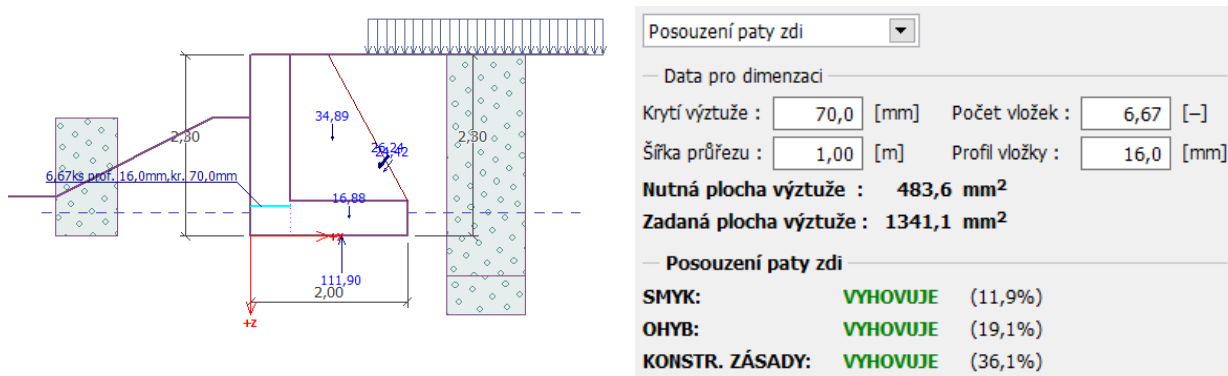 34,89
2,30
2,30
26,24
6,67ks prof. 16,0mm,kr. 70,0mm
16,88
+x
111,90
2,00
+z
Posouzení paty zdi
Data pro dimenzaci
Krytí výztuže : 70,0 [mm] Počet vložek : 6,67 [–]
Šířka průřezu : 1,00 [m] Profil vložky : 16,0 [mm]
Nutná plocha výztuže : 483,6 mm²
Zadaná plocha výztuže : 1341,1 mm²
Posouzení paty zdi
SMYK: VYHOVUJE (11,9%)
OHYB: VYHOVUJE (19,1%)
KONSTR. ZÁSADY: VYHOVUJE (36,1%)